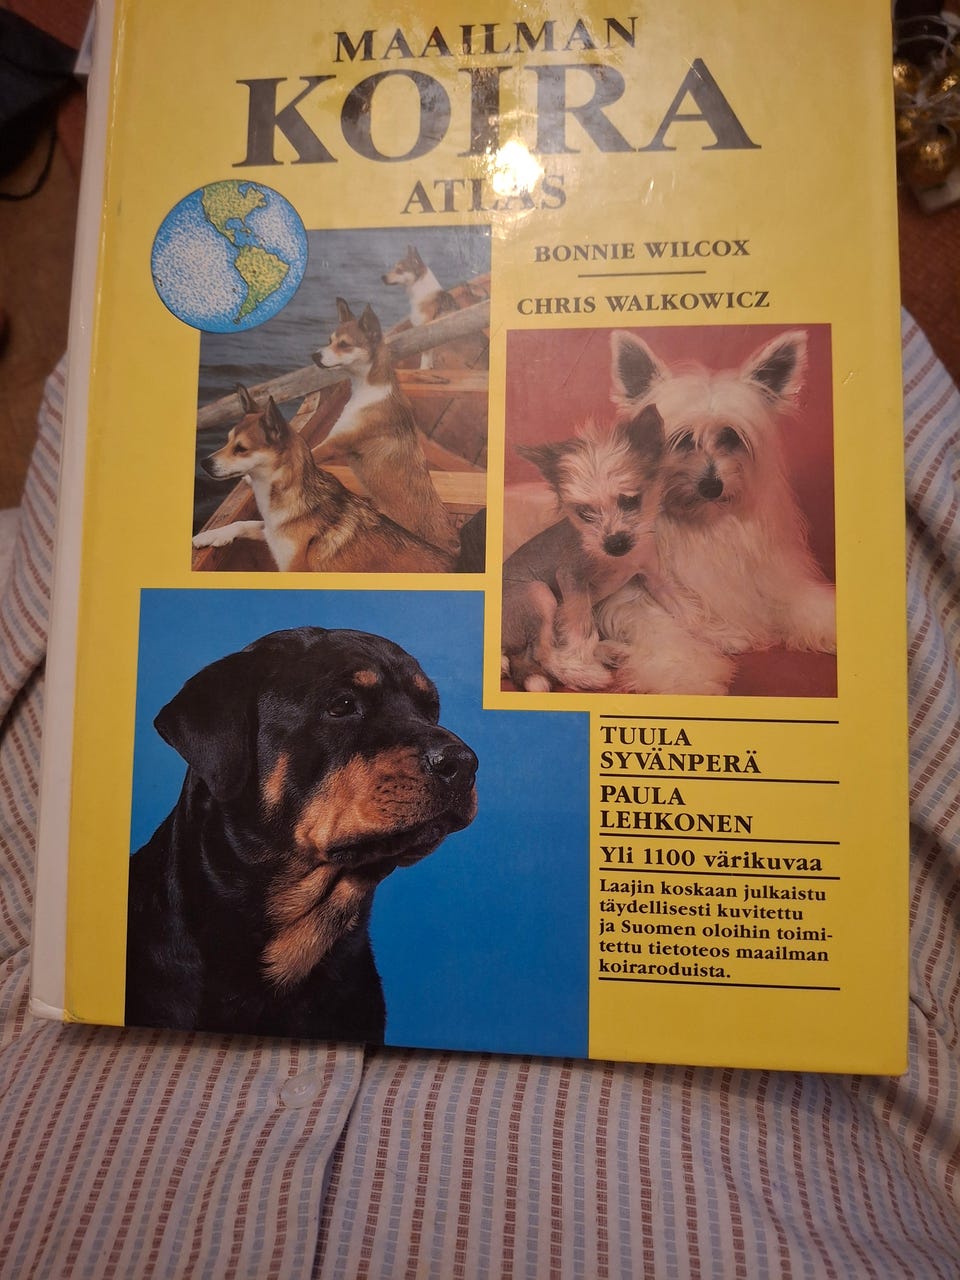 MAAILMAN
KOIRA
ATLAS
BONNIE WILCOX
CHRIS WALKOWICZ
TUULA
SYVÄNPERÄ
PAULA
LEHKONEN
Yli 1100 värikuvaa
Laajin koskaan julkaistu
täydellisesti kuvitettu
ja Suomen oloihin toimi-
tettu tietoteos maailman
koiraroduista.